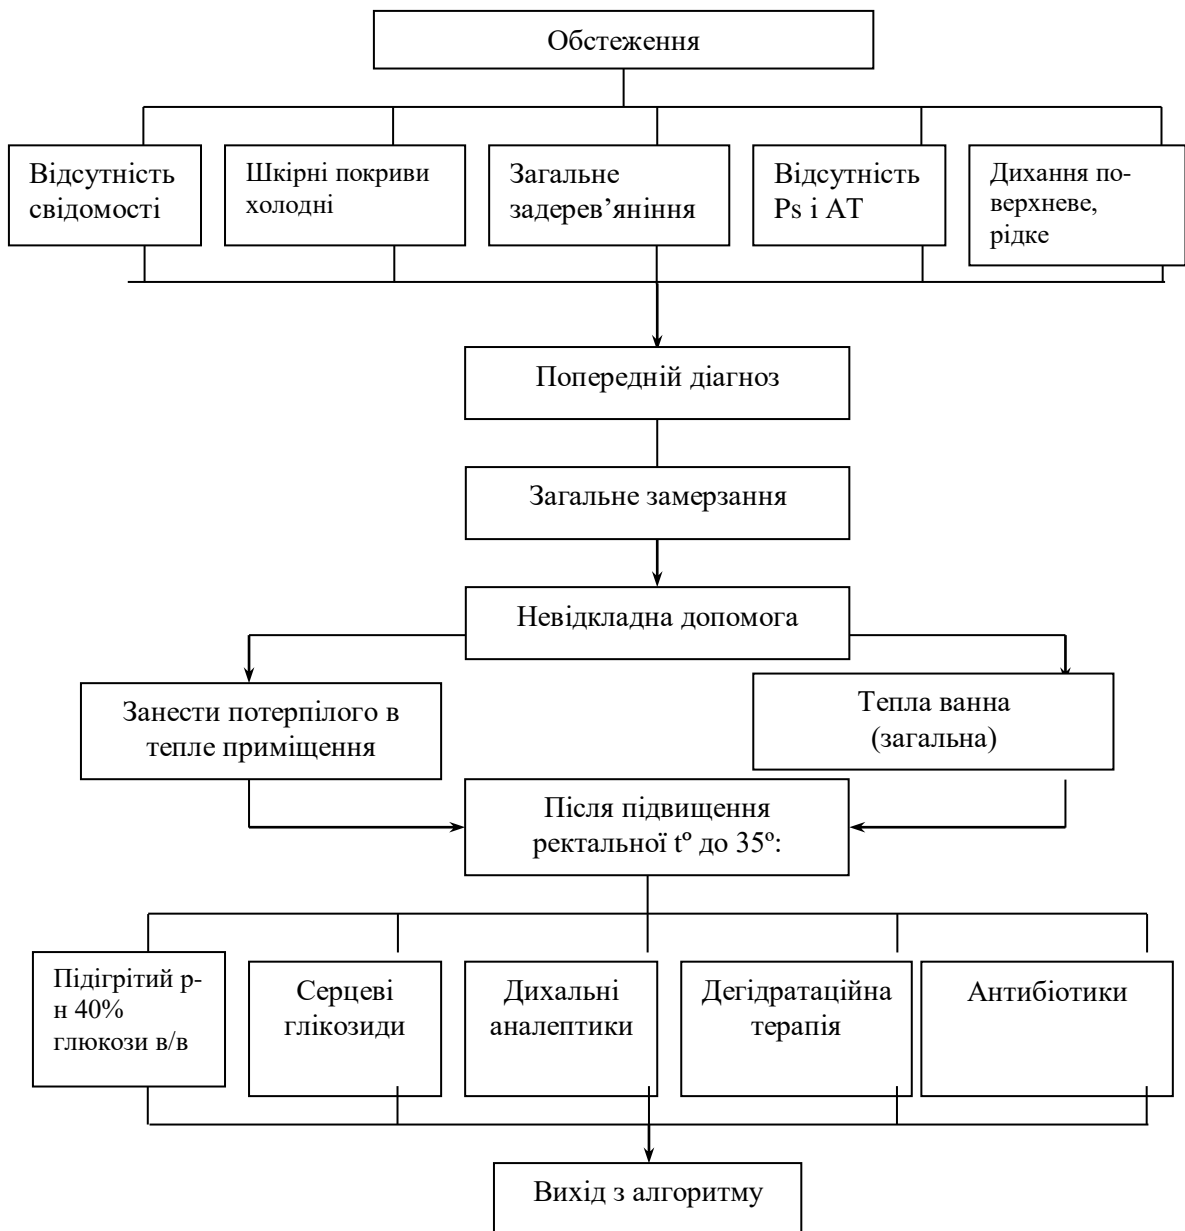 Обстеження
Відсутність
свідомості
Шкірні покриви
холодні
Загальне
задерев’яніння
Відсутність
Ps і АТ
Дихання по-
верхневе,
рідке
Попередній діагноз
Загальне замерзання
Невідкладна допомога
Занести потерпілого в
тепле приміщення
Тепла ванна
(загальна)
Після підвищення
ректальної tº до 35º:
Підігрітий р-
н 40%
глюкози в/в
Серцеві
глікозиди
Дихальні
аналептики
Дегідратаційна
терапія
Антибіотики
Вихід з алгоритму